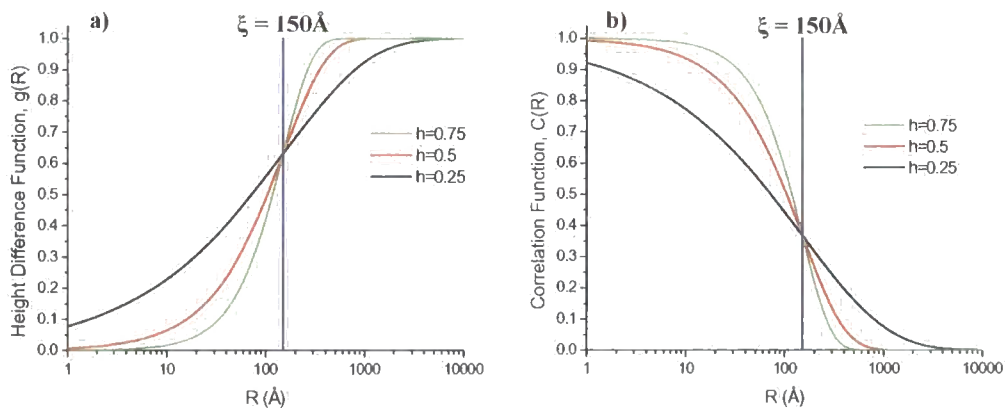 a)
ξ = 150Å
Height Difference Function, g(R)
1.0
0.9
0.8
0.7
0.6
0.5
0.4
0.3
0.2
0.1
0.0
h=0.75
h=0.5
h=0.25
1 10 100 1000 10000
R (Å)
b)
ξ = 150Å
Correlation Function, C(R)
1.0
0.9
0.8
0.7
0.6
0.5
0.4
0.3
0.2
0.1
0.0
h=0.75
h=0.5
h=0.25
1 10 100 1000 10000
R (Å)